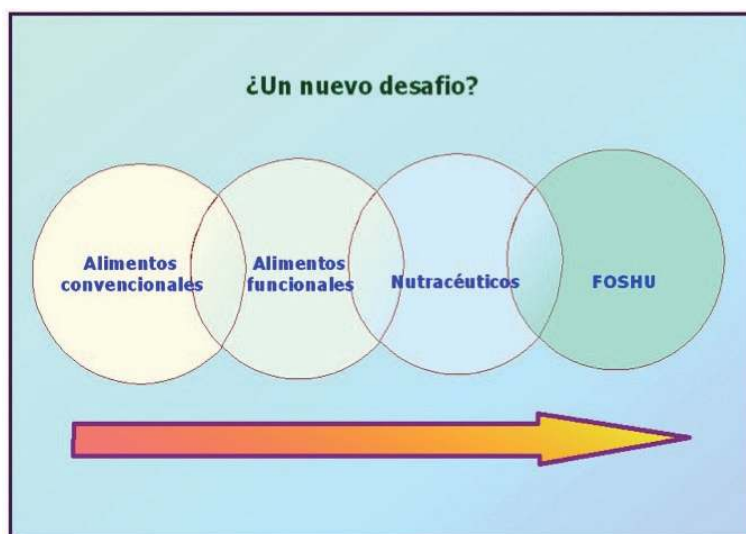 ¿Un nuevo desafio?
Alimentos
convencionales
Alimentos
funcionales
Nutracéuticos
FOSHU